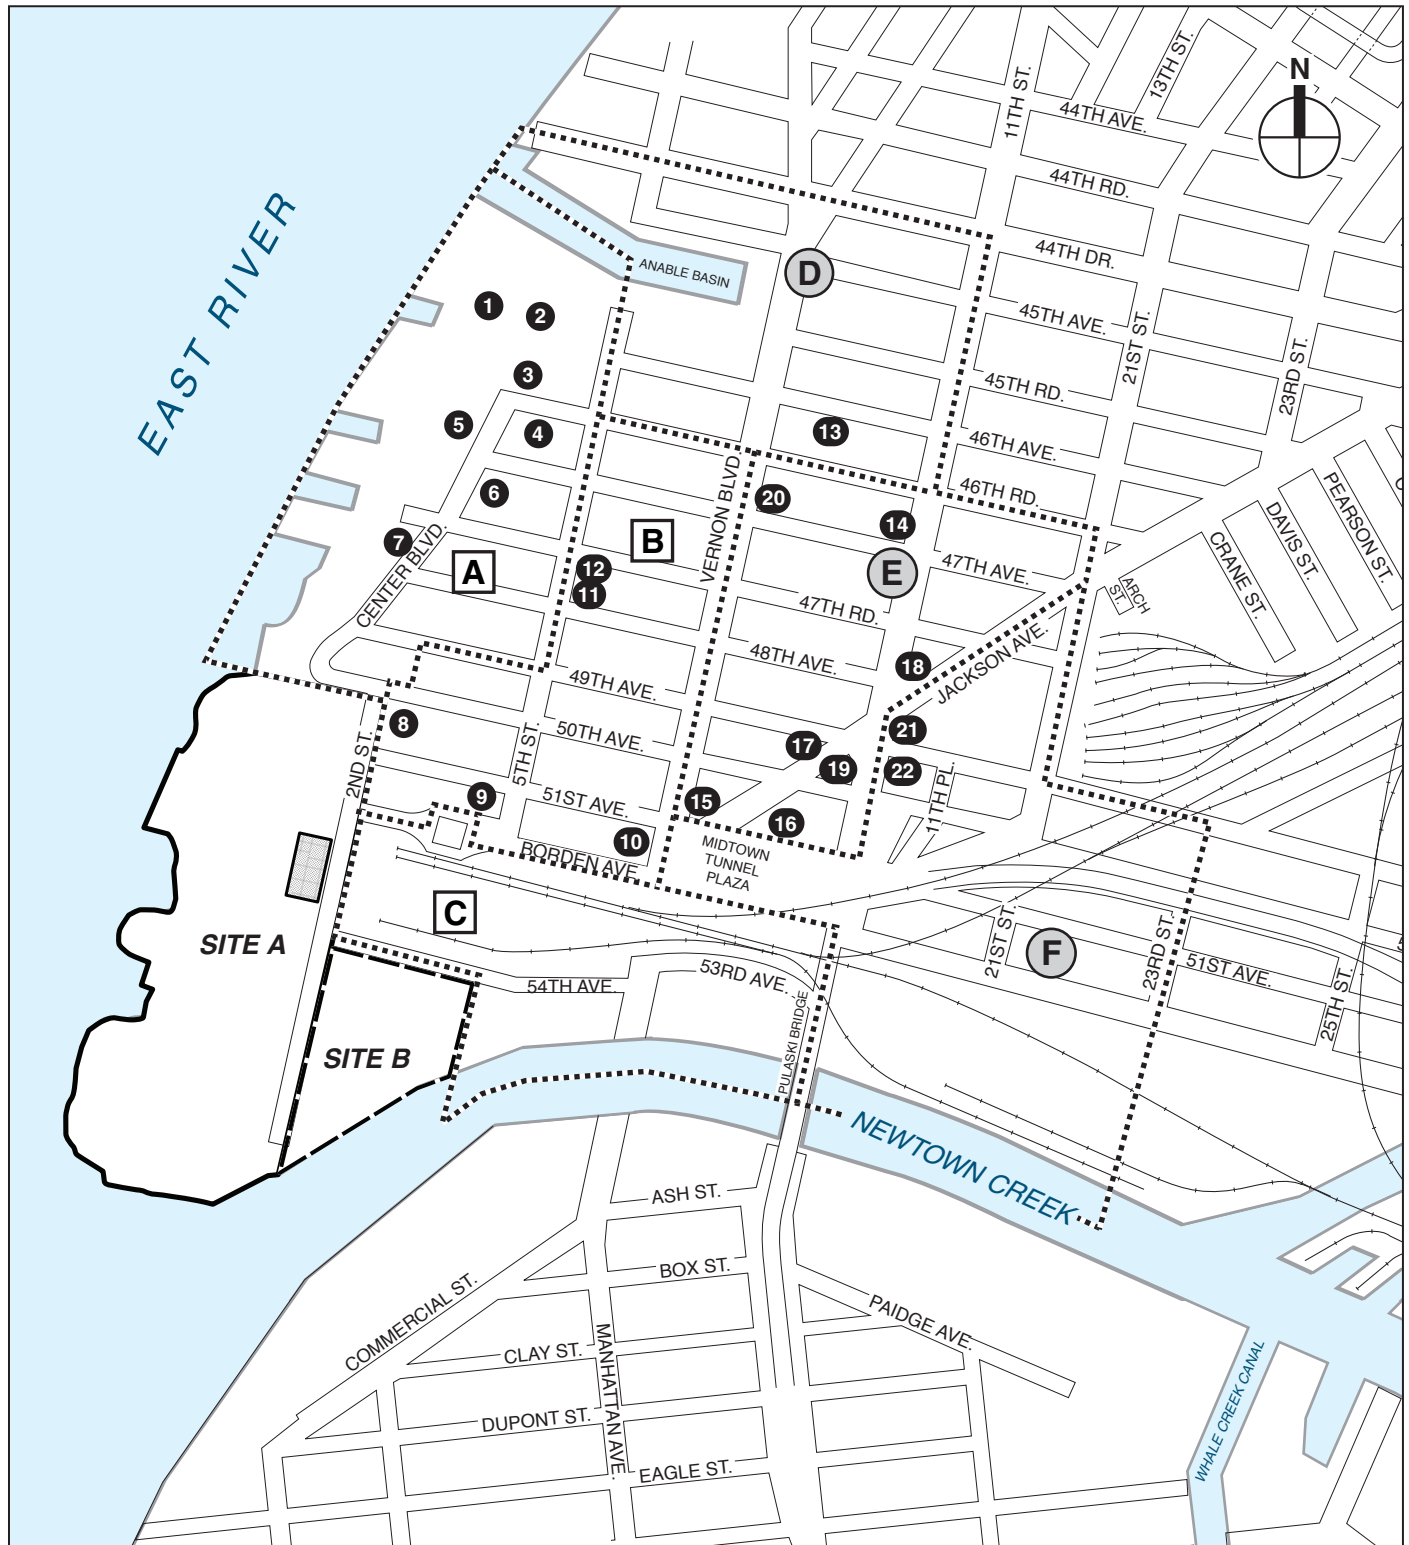 N
13TH ST.
11TH ST.
44TH AVE.
44TH RD.
44TH DR.
45TH AVE.
45TH RD.
46TH AVE.
46TH RD.
21ST ST.
23RD ST.
EAST RIVER
ANABLE BASIN
D
1
2
3
4
5
6
7
13
20
14
VERNON BLVD.
B
A
E
12
11
CENTER BLVD.
47TH AVE.
47TH RD.
48TH AVE.
49TH AVE.
50TH AVE.
51ST AVE.
BORDEN AVE.
JACKSON AVE.
ARCH
ST.
CRANE ST.
DAVIS ST.
PEARSON ST.
18
8
17
19
21
22
9
15
16
10
2ND ST.
5TH ST.
11TH PL.
MIDTOWN
TUNNEL
PLAZA
C
SITE A
SITE B
54TH AVE.
53RD AVE.
PULASKI BRIDGE
21ST ST.
F
23RD ST.
51ST AVE.
25TH ST.
NEWTOWN CREEK
ASH ST.
BOX ST.
COMMERCIAL ST.
CLAY ST.
MANHATTAN AVE.
DUPONT ST.
EAGLE ST.
PAIDGE AVE.
WHALE CREEK CANAL